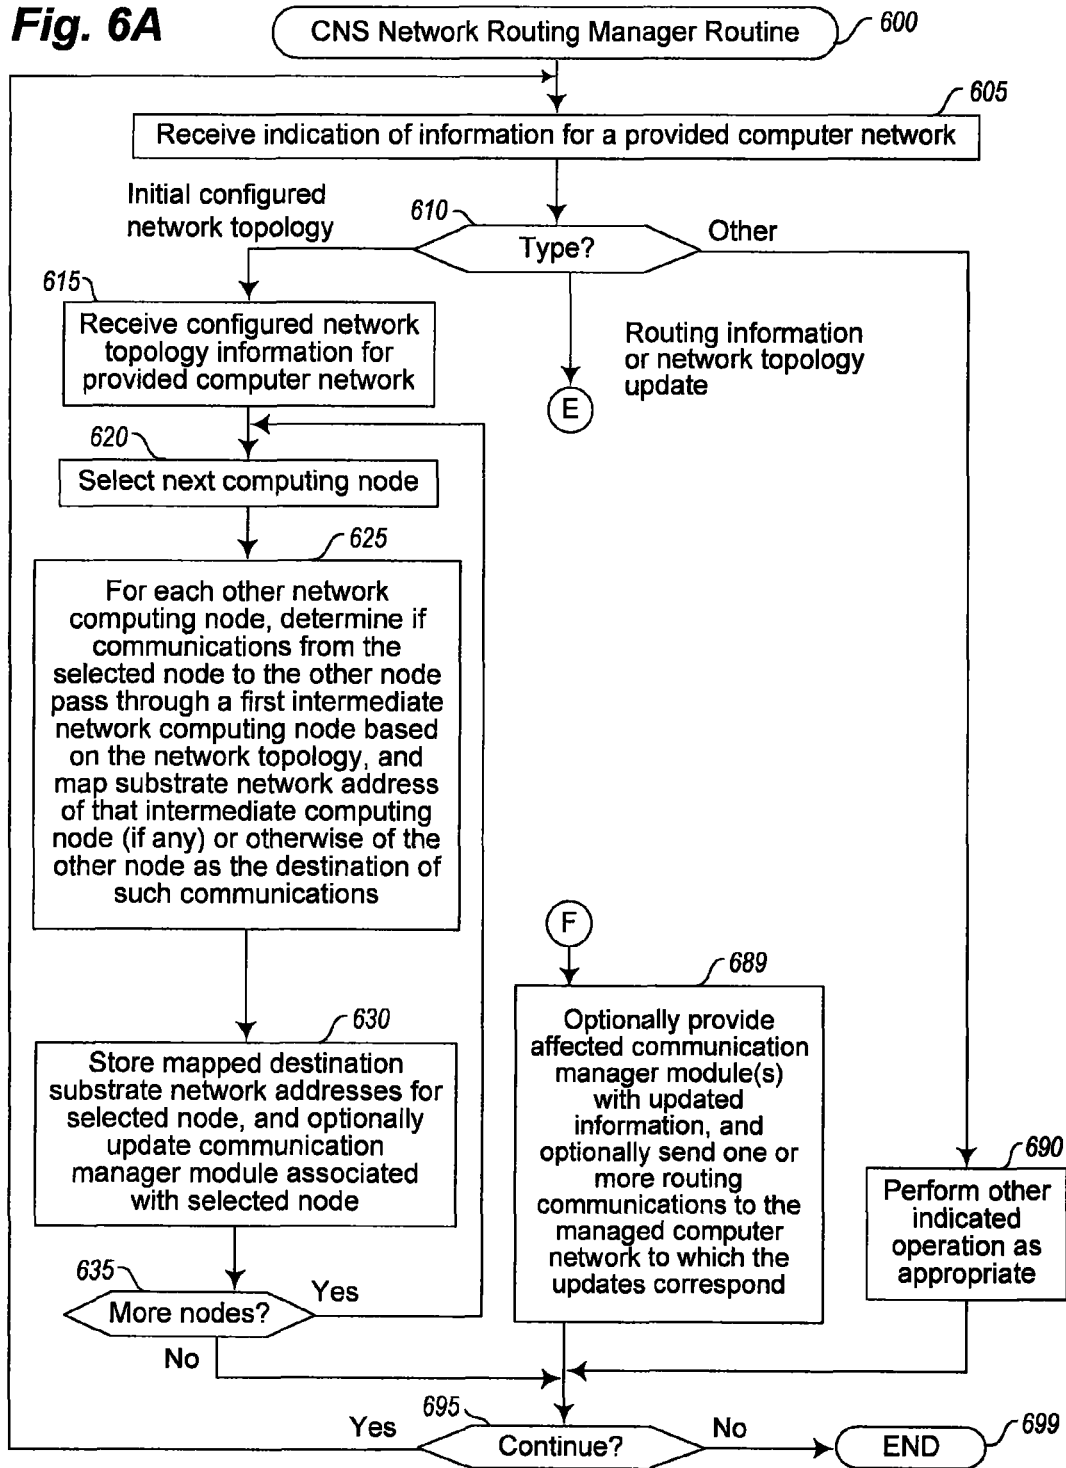 Fig. 6A
CNS Network Routing Manager Routine
600
605
Receive indication of information for a provided computer network
Initial configured
network topology
610
Type?
Other
615
Receive configured network
topology information for
provided computer network
Routing information
or network topology
update
E
620
Select next computing node
625
For each other network
computing node, determine if
communications from the
selected node to the other node
pass through a first intermediate
network computing node based
on the network topology, and
map substrate network address
of that intermediate computing
node (if any) or otherwise of the
other node as the destination of
such communications
F
689
Optionally provide
affected communication
manager module(s)
with updated
information, and
optionally send one or
more routing
communications to the
managed computer
network to which the
updates correspond
630
Store mapped destination
substrate network addresses for
selected node, and optionally
update communication
manager module associated
with selected node
690
Perform other
indicated
operation as
appropriate
635
More nodes?
Yes
No
695
Yes
Continue?
No
END
699